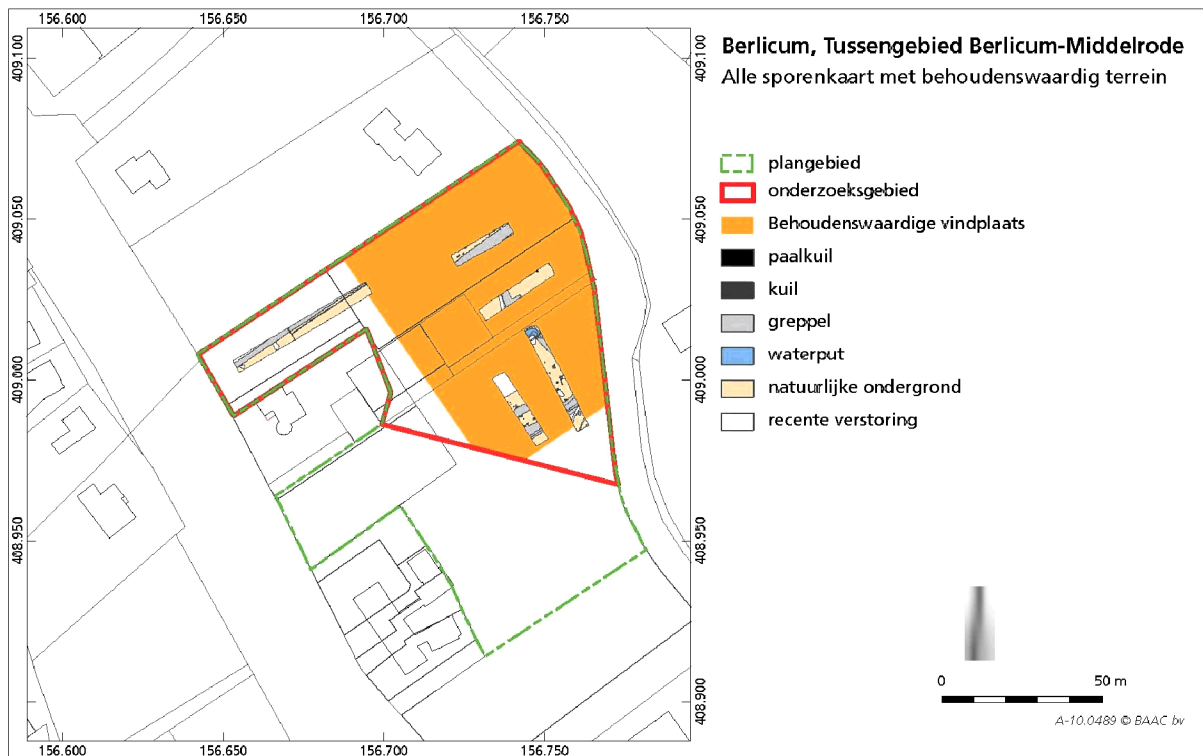 156.600 156.650 156.700 156.750
409.100
409.050
409.000
408.950
408.900
409.100
409.050
409.000
408.950
408.900
156.600 156.650 156.700 156.750
Berlicum, Tussengebied Berlicum-Middelrode
Alle sporenkaart met behoudenswaardig terrein
plangebied
onderzoeksgebied
Behoudenswaardige vindplaats
paalkuil
kuil
greppel
waterput
natuurlijke ondergrond
recente verstoring
0 50 m
A-10.0489 © BAAC bv